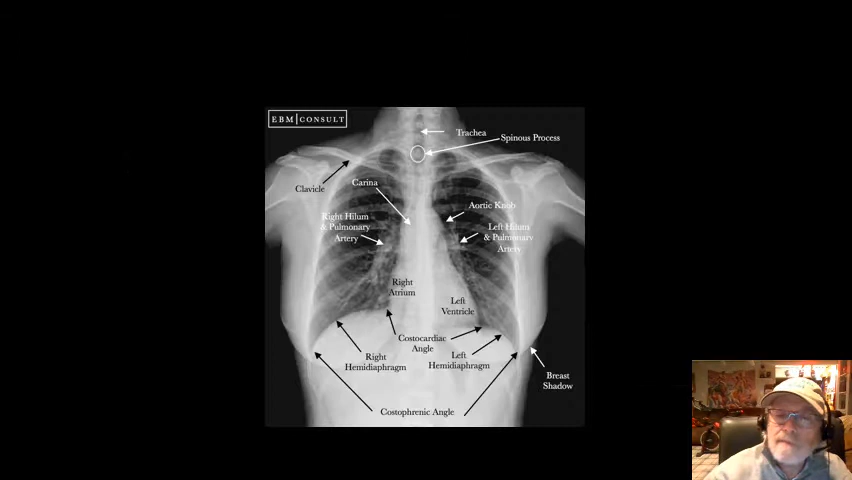 EBM|CONSULT
Trachea
Spinous Process
Clavicle
Carina
Aortic Knob
Right Hilum
& Pulmonary
Artery
Left Hilum
& Pulmonary
Artery
Right
Atrium
Left
Ventricle
Costocardiac
Angle
Right
Hemidiaphragm
Left
Hemidiaphragm
Breast
Shadow
Costophrenic Angle